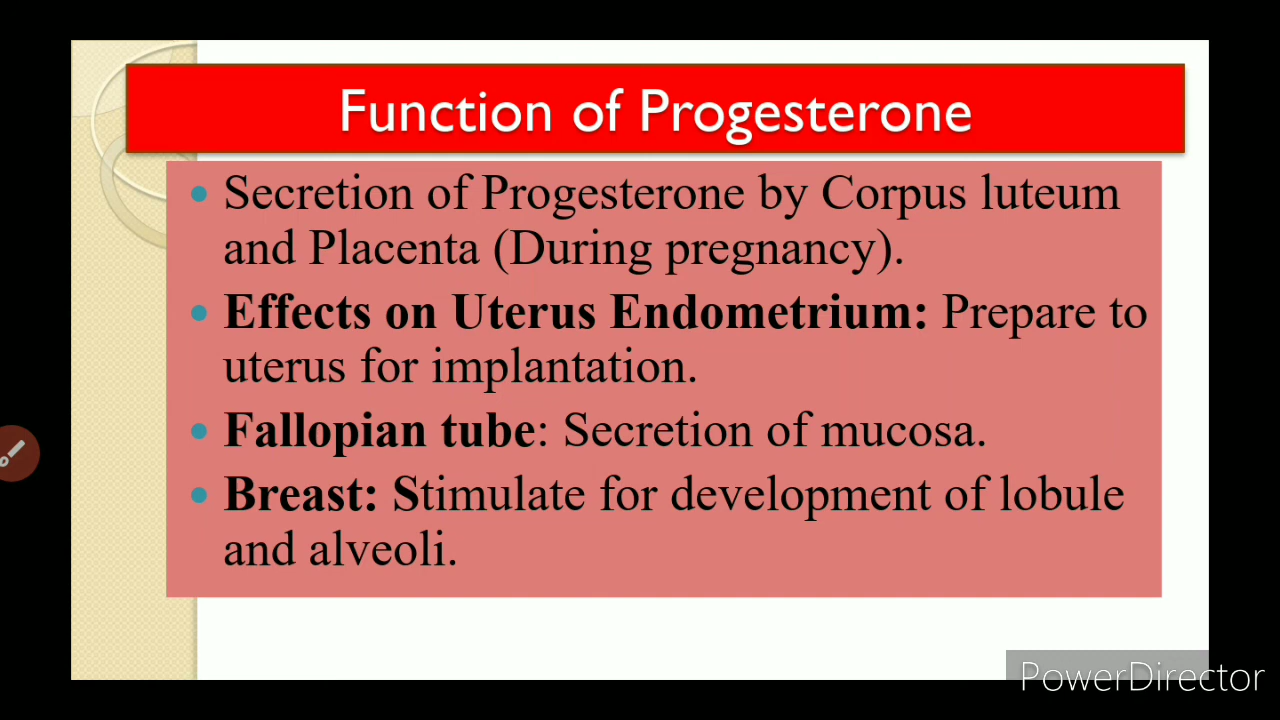 Function of Progesterone
• Secretion of Progesterone by Corpus luteum
and Placenta (During pregnancy).
• Effects on Uterus Endometrium: Prepare to
uterus for implantation.
• Fallopian tube: Secretion of mucosa.
• Breast: Stimulate for development of lobule
and alveoli.
PowerDirector